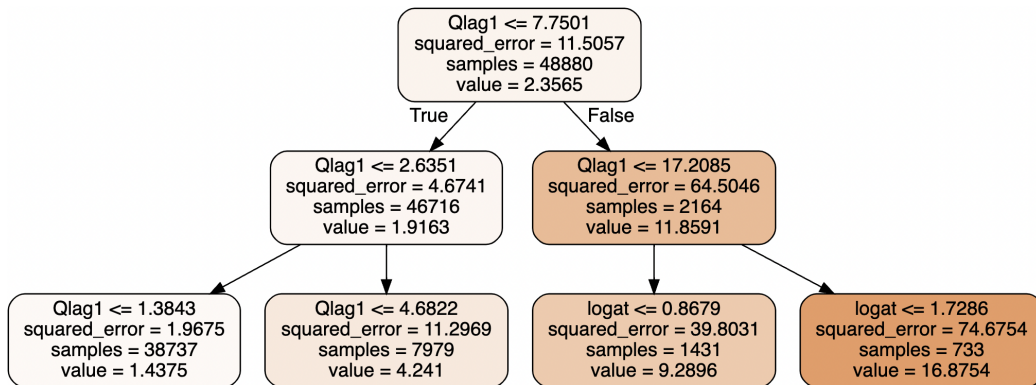 Qlag1 <= 7.7501
squared_error = 11.5057
samples = 48880
value = 2.3565
True
False
Qlag1 <= 2.6351
squared_error = 4.6741
samples = 46716
value = 1.9163
Qlag1 <= 17.2085
squared_error = 64.5046
samples = 2164
value = 11.8591
Qlag1 <= 1.3843
squared_error = 1.9675
samples = 38737
value = 1.4375
Qlag1 <= 4.6822
squared_error = 11.2969
samples = 7979
value = 4.241
logat <= 0.8679
squared_error = 39.8031
samples = 1431
value = 9.2896
logat <= 1.7286
squared_error = 74.6754
samples = 733
value = 16.8754